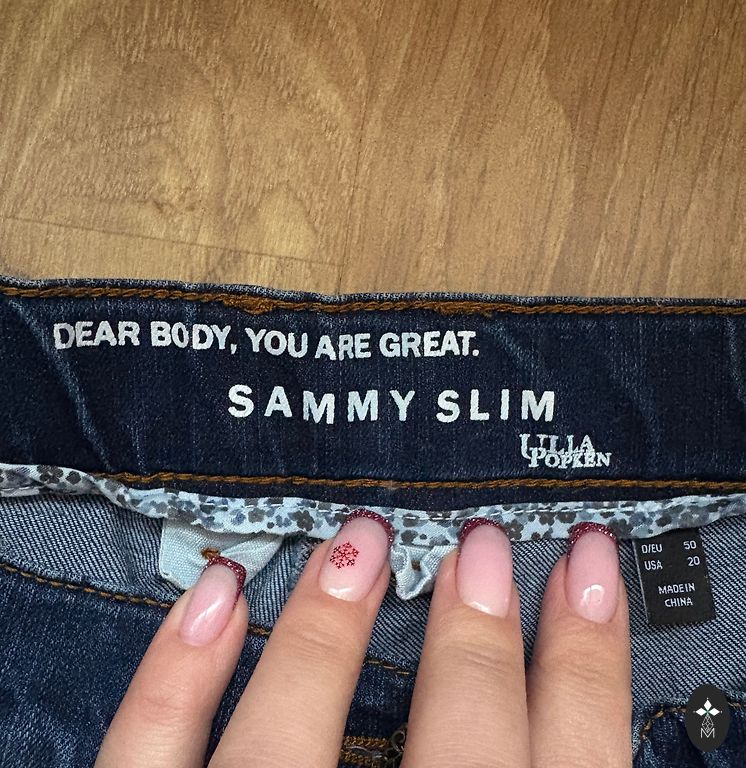 DEAR BODY, YOU ARE GREAT.
SAMMY SLIM
ULLA
POPKEN
D/EU 50
USA 20
MADE IN
CHINA
M